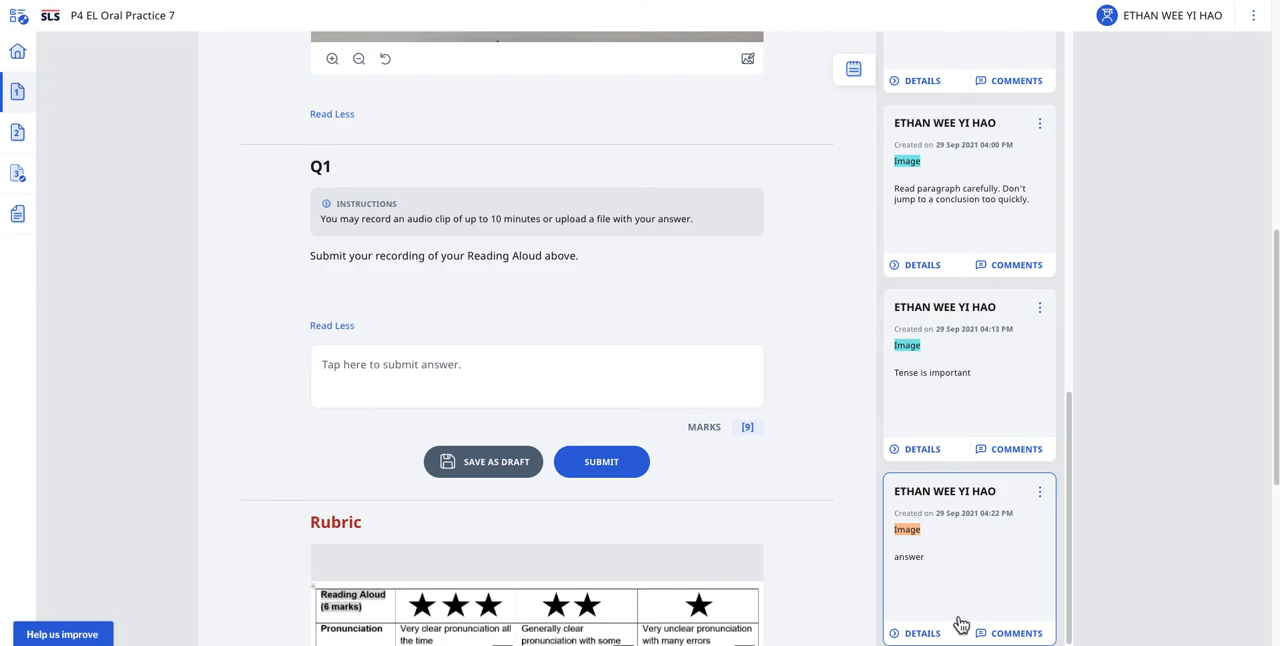 SLS
P4 EL Oral Practice 7
ETHAN WEE YI HAO
1
2
3
Read Less
Q1
INSTRUCTIONS
You may record an audio clip of up to 10 minutes or upload a file with your answer.
Submit your recording of your Reading Aloud above.
Read Less
Tap here to submit answer.
MARKS [9]
SAVE AS DRAFT SUBMIT
Rubric
Reading Aloud
(6 marks)
Pronunciation Very clear pronunciation all Generally clear Very unclear pronunciation
the time pronunciation with some with many errors
DETAILS COMMENTS
ETHAN WEE YI HAO
Created on 29 Sep 2021 04:00 PM
Image
Read paragraph carefully. Don't
jump to a conclusion too quickly.
DETAILS COMMENTS
ETHAN WEE YI HAO
Created on 29 Sep 2021 04:13 PM
Image
Tense is important
DETAILS COMMENTS
ETHAN WEE YI HAO
Created on 29 Sep 2021 04:22 PM
Image
answer
DETAILS COMMENTS
Help us improve